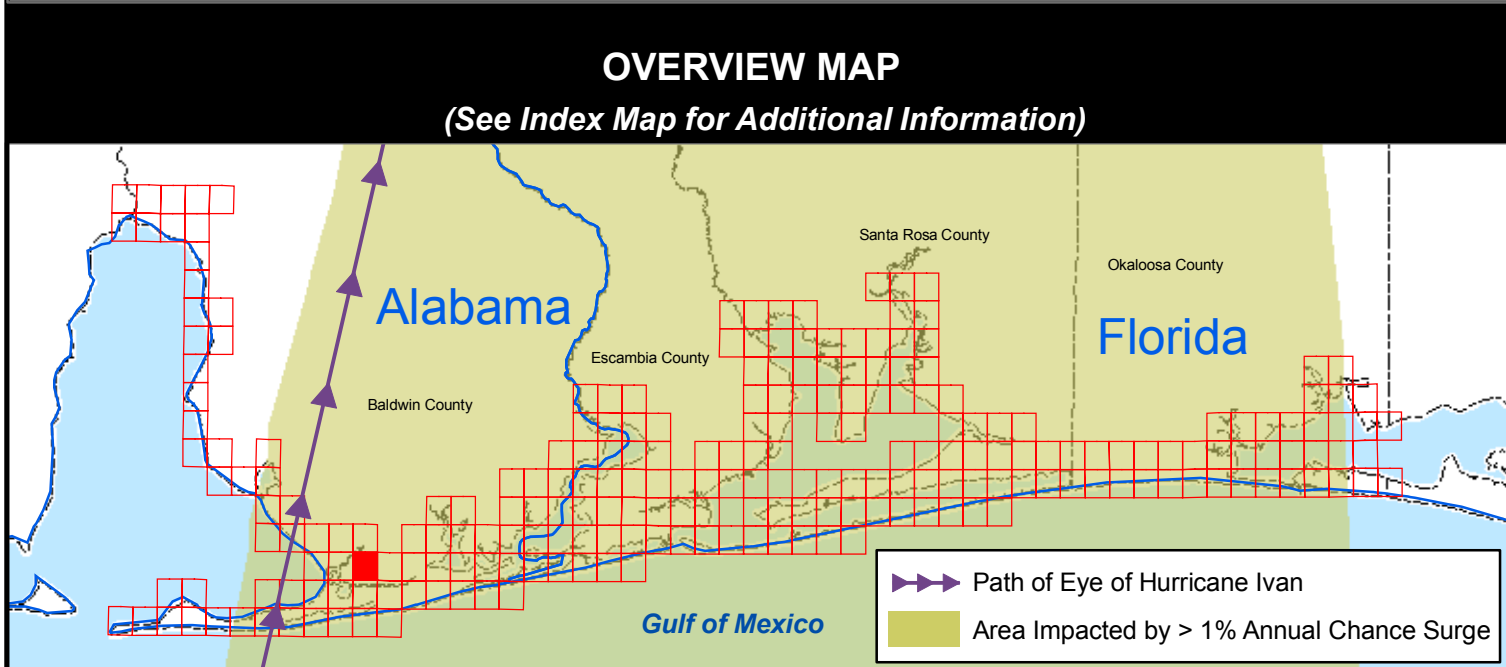 OVERVIEW MAP
(See Index Map for Additional Information)
Santa Rosa County
Okaloosa County
Alabama
Florida
Escambia County
Baldwin County
Path of Eye of Hurricane Ivan
Gulf of Mexico
Area Impacted by > 1% Annual Chance Surge